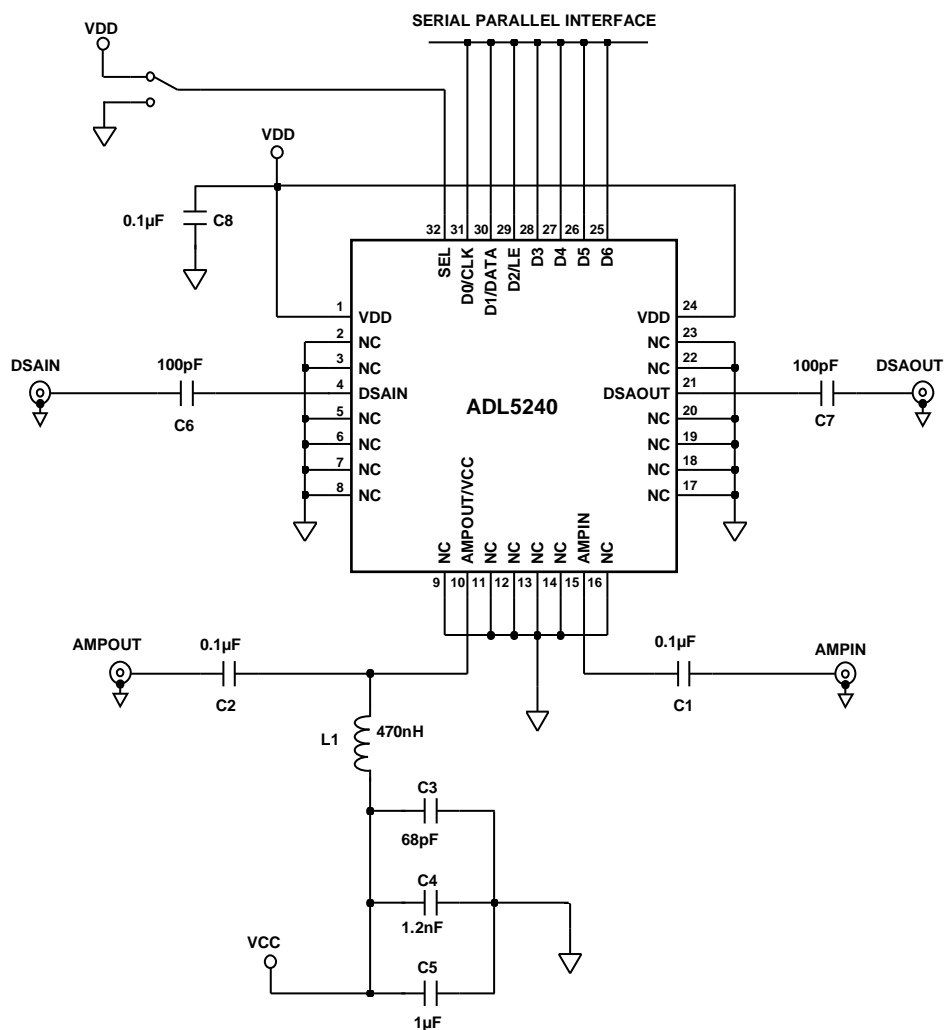 SERIAL PARALLEL INTERFACE
VDD
VDD
0.1µF
C8
32 31 30 29 28 27 26 25
SEL
D0/CLK
D1/DATA
D2/LE
D3
D4
D5
D6
1 VDD
2 NC
3 NC
4 DSAIN
5 NC
6 NC
7 NC
8 NC
VDD 24
NC 23
NC 22
DSAOUT 21
NC 20
NC 19
NC 18
NC 17
ADL5240
DSAIN
100pF
C6
100pF
C7
DSAOUT
NC
AMPOUT/VCC
NC
NC
NC
NC
AMPIN
NC
9 10 11 12 13 14 15 16
AMPOUT
0.1µF
C2
0.1µF
C1
AMPIN
L1
470nH
C3
68pF
C4
1.2nF
VCC
C5
1µF